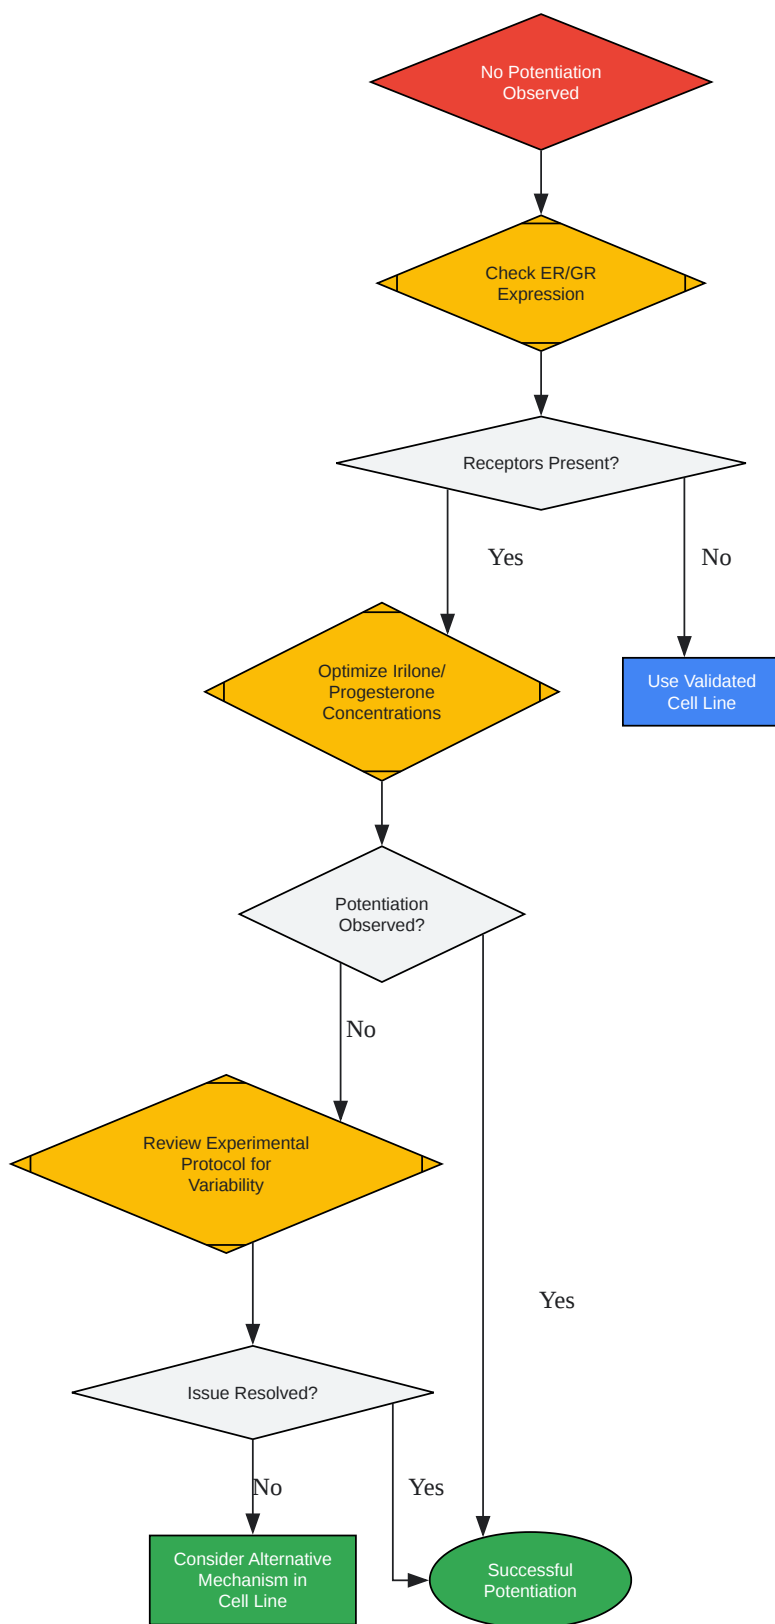 No Potentiation
Observed
Check ER/GR
Expression
Receptors Present?
Yes
No
Optimize Irilone/
Progesterone
Concentrations
Use Validated
Cell Line
Potentiation
Observed?
No
Review Experimental
Protocol for
Variability
Yes
Issue Resolved?
No
Yes
Consider Alternative
Mechanism in
Cell Line
Successful
Potentiation